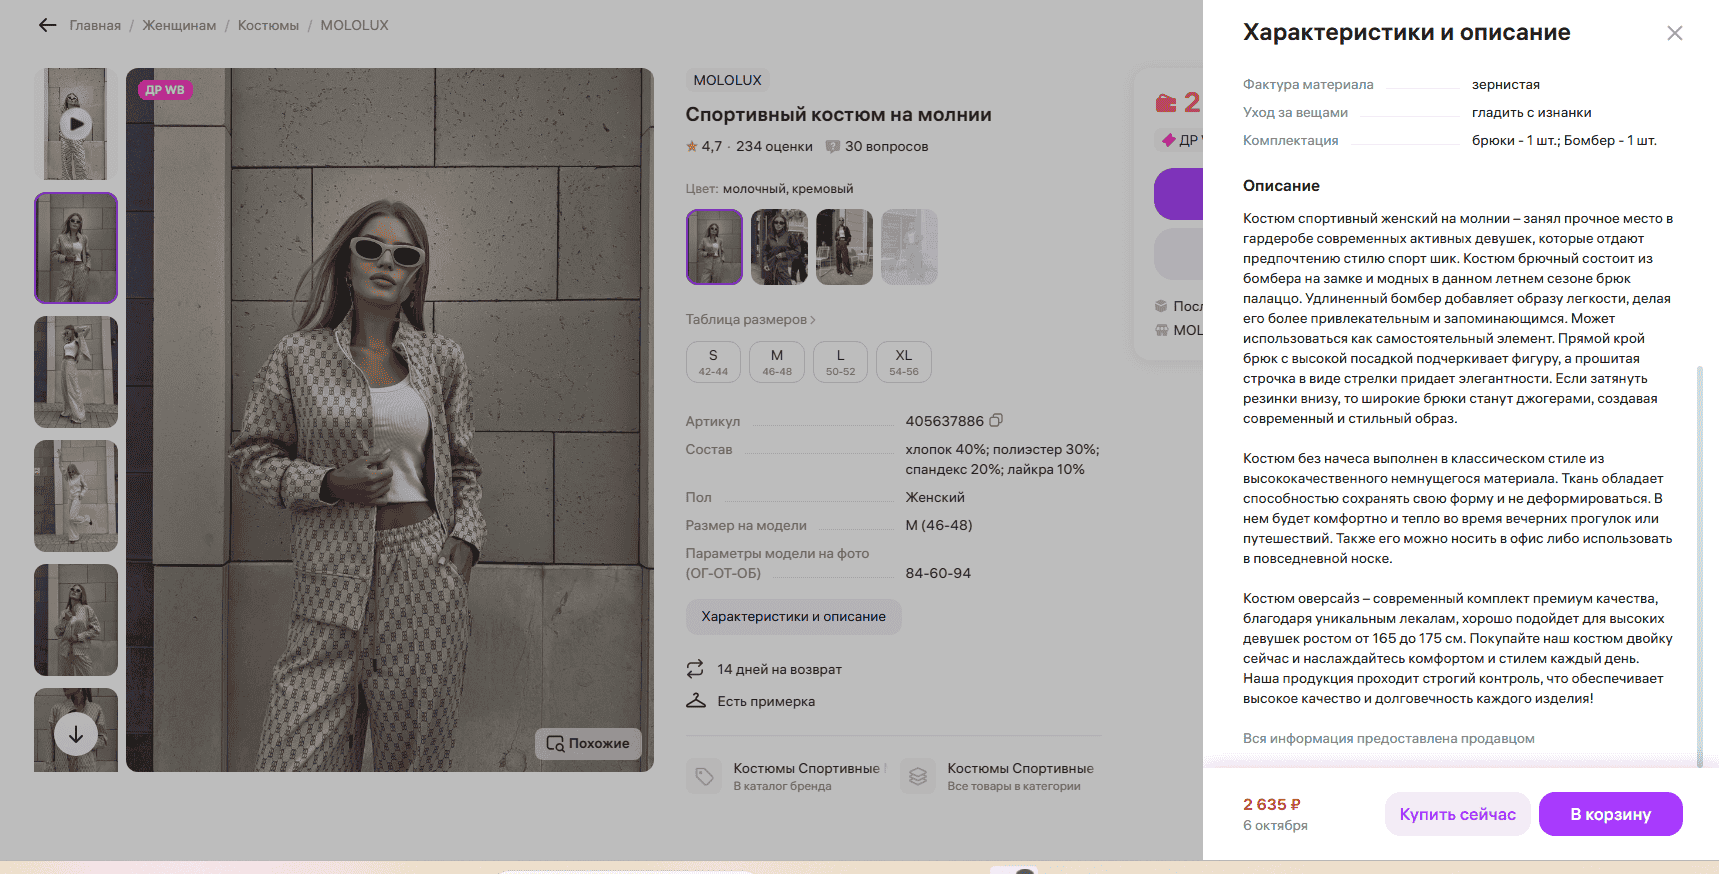 Главная / Женщинам / Костюмы / MOLOLUX
ДР WB
Похожие
MOLOLUX
Спортивный костюм на молнии
4,7 · 234 оценки 30 вопросов
Цвет: молочный, кремовый
Таблица размеров
S M L XL
42-44 46-48 50-52 54-56
Артикул 405637886
Состав хлопок 40%; полиэстер 30%;
спандекс 20%; лайкра 10%
Пол Женский
Размер на модели M (46-48)
Параметры модели на фото
(ОГ-ОТ-ОБ) 84-60-94
Характеристики и описание
14 дней на возврат
Есть примерка
Костюмы Спортивные
В каталог бренда
Костюмы Спортивные
Все товары в категории
2
ДР
Посл
MOL
Характеристики и описание
Фактура материала зернистая
Уход за вещами гладить с изнанки
Комплектация брюки - 1 шт.; Бомбер - 1 шт.
Описание
Костюм спортивный женский на молнии – занял прочное место в
гардеробе современных активных девушек, которые отдают
предпочтению стилю спорт шик. Костюм брючный состоит из
бомбера на замке и модных в данном летнем сезоне брюк
палаццо. Удлиненный бомбер добавляет образу легкости, делая
его более привлекательным и запоминающимся. Может
использоваться как самостоятельный элемент. Прямой крой
брюк с высокой посадкой подчеркивает фигуру, а прошитая
строчка в виде стрелки придает элегантности. Если затянуть
резинки внизу, то широкие брюки станут джогерами, создавая
современный и стильный образ.
Костюм без начеса выполнен в классическом стиле из
высококачественного немнущегося материала. Ткань обладает
способностью сохранять свою форму и не деформироваться. В
нем будет комфортно и тепло во время вечерних прогулок или
путешествий. Также его можно носить в офис либо использовать
в повседневной носке.
Костюм оверсайз – современный комплект премиум качества,
благодаря уникальным лекалам, хорошо подойдет для высоких
девушек ростом от 165 до 175 см. Покупайте наш костюм двойку
сейчас и наслаждайтесь комфортом и стилем каждый день.
Наша продукция проходит строгий контроль, что обеспечивает
высокое качество и долговечность каждого изделия!
Вся информация предоставлена продавцом
2 635 ₽
6 октября
Купить сейчас
В корзину